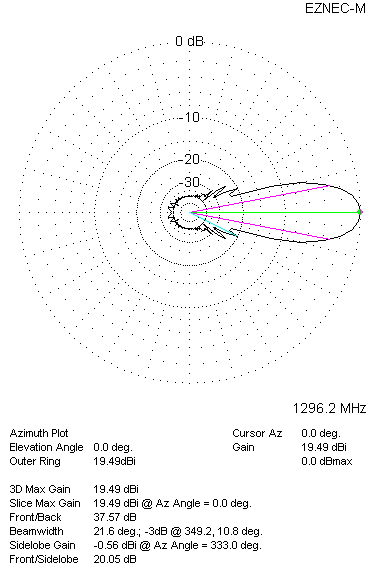 EZNEC-M
0 dB
-10
-20
-30
1296.2 MHz
Azimuth Plot
Cursor Az 0.0 deg.
Elevation Angle 0.0 deg.
Gain 19.49 dBi
Outer Ring 19.49dBi
0.0 dBmax
3D Max Gain 19.49 dBi
Slice Max Gain 19.49 dBi @ Az Angle = 0.0 deg.
Front/Back 37.57 dB
Beamwidth 21.6 deg.; -3dB @ 349.2, 10.8 deg.
Sidelobe Gain -0.56 dBi @ Az Angle = 333.0 deg.
Front/Sidelobe 20.05 dB